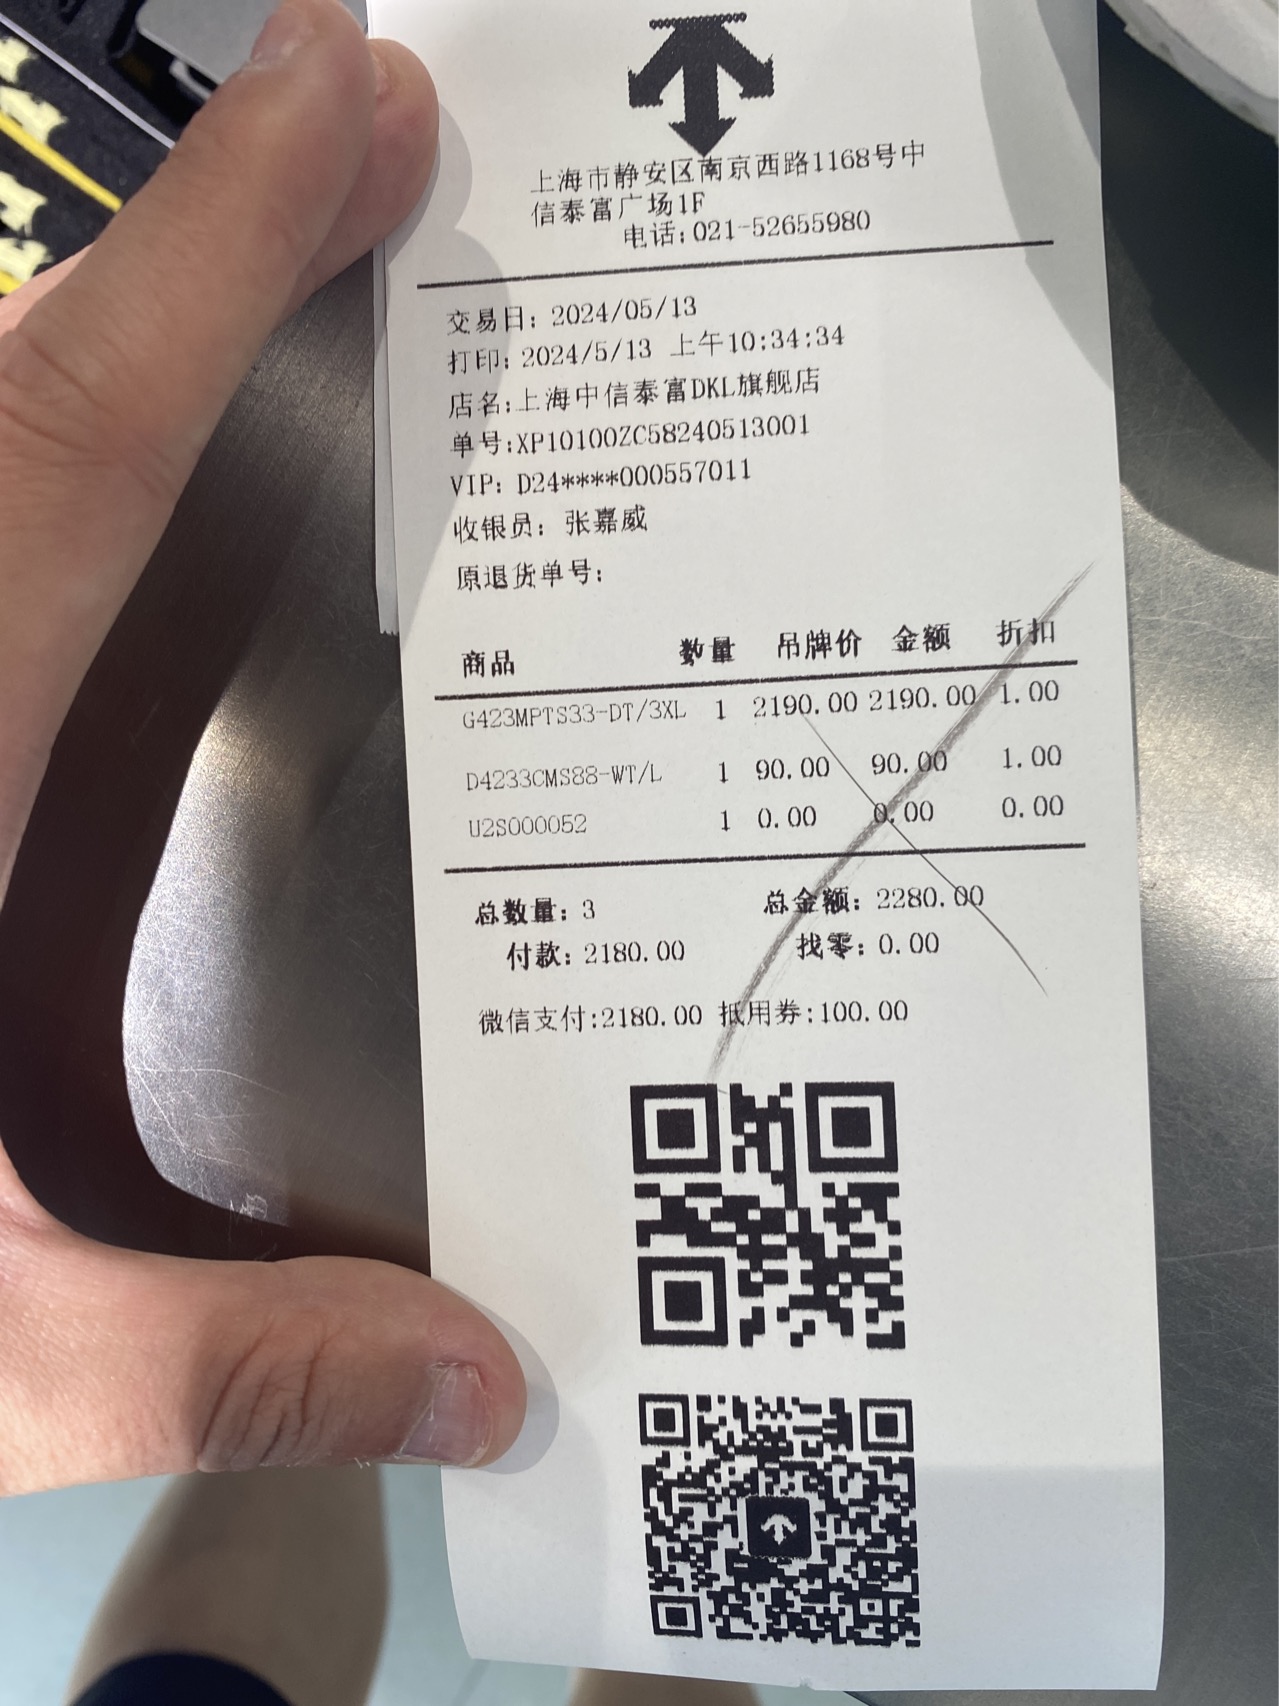 上海市静安区南京西路1168号中
信泰富广场1F
电话:021-52655980
交易日: 2024/05/13
打印: 2024/5/13 上午10:34:34
店名:上海中信泰富DKL旗舰店
单号:XP10100ZC58240513001
VIP: D24****000557011
收银员: 张嘉威
原退货单号:
商品 数量 吊牌价 金额 折扣
G423MPTS33-DT/3XL 1 2190.00 2190.00 1.00
D4233CMS88-WT/L 1 90.00 90.00 1.00
U2S000052 1 0.00 0.00 0.00
总数量: 3 总金额: 2280.00
付款: 2180.00 找零: 0.00
微信支付:2180.00 抵用券:100.00